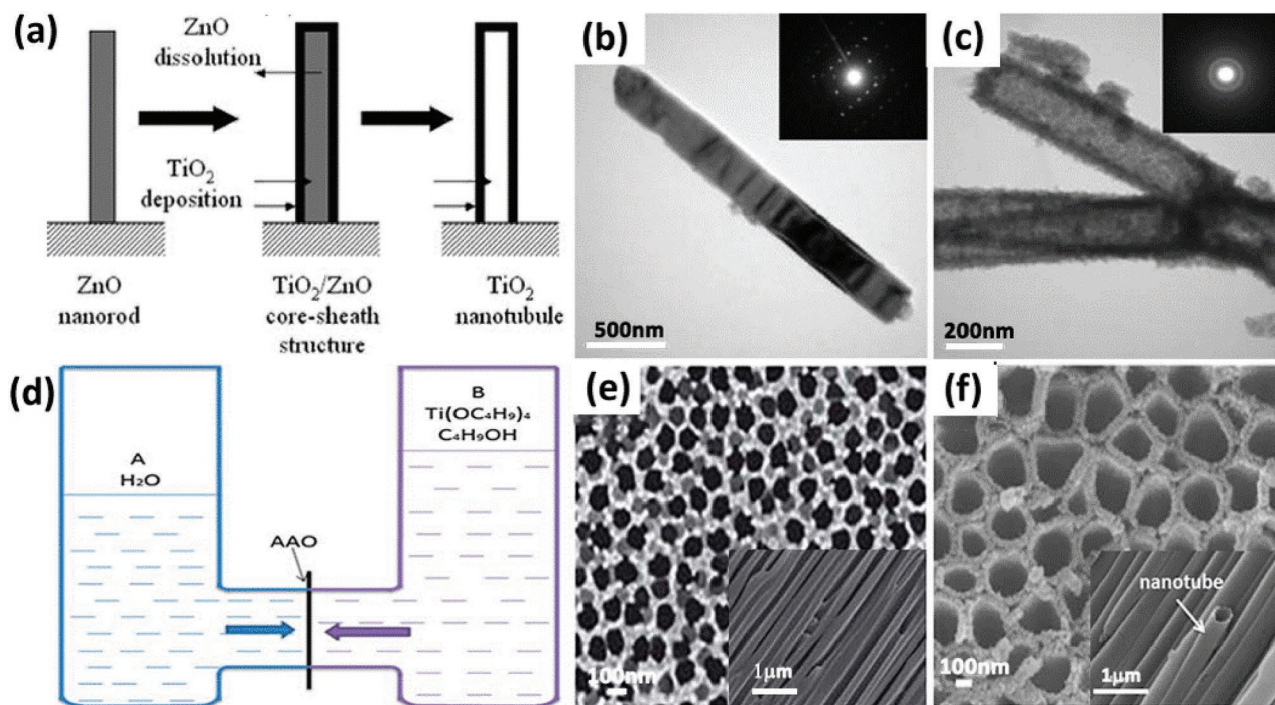 (a)
ZnO
dissolution
TiO₂
deposition
ZnO
nanorod
TiO₂/ZnO
core-sheath
structure
TiO₂
nanotubule
(b)
500nm
(c)
200nm
(d)
A
H₂O
B
Ti(OC₄H₉)₄
C₄H₉OH
AAO
(e)
100nm
1μm
(f)
nanotube
100nm
1μm